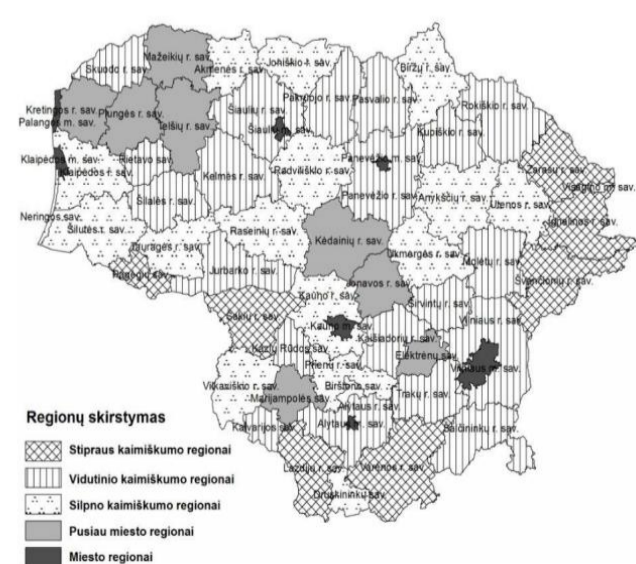 Mažeikių r. sav.
Skuodo r. sav.
Akmenės r. sav.
Joniškio r. sav.
Biržų r. sav.
Kretingos r. sav.
Palangos m. sav.
Plungės r. sav.
Telšių r. sav.
Šiaulių r. sav.
Šiaulių m. sav.
Pakruojo r. sav.
Pasvalio r. sav.
Rokiškio r. sav.
Kupiškio r. sav.
Klaipėdos m. sav.
Klaipėdos r. sav.
Rietavo sav.
Kelmės r. sav.
Radviliškio r. sav.
Panevėžio m. sav.
Panevėžio r. sav.
Zarasų r. sav.
Visagino m. sav.
Anykščių r. sav.
Utenos r. sav.
Ignalinos r. sav.
Neringos sav.
Šilutės r. sav.
Šilalės r. sav.
Tauragės r. sav.
Raseinių r. sav.
Kėdainių r. sav.
Ukmergės r. sav.
Molėtų r. sav.
Švenčionių r. sav.
Pagėgių sav.
Jurbarko r. sav.
Jonavos r. sav.
Šakių r. sav.
Kauno r. sav.
Kauno m. sav.
Širvintų r. sav.
Vilniaus r. sav.
Kazlų Rūdos sav.
Kaišiadorių r. sav.
Elektrėnų sav.
Vilniaus m. sav.
Prienų r. sav.
Vilkaviškio r. sav.
Birštono sav.
Marijampolės sav.
Trakų r. sav.
Alytaus r. sav.
Kalvarijos sav.
Šalčininkų r. sav.
Lazdijų r. sav.
Varėnos r. sav.
Druskininkų sav.
Regionų skirstymas
Stipraus kaimiškumo regionai
Vidutinio kaimiškumo regionai
Silpno kaimiškumo regionai
Pusiau miesto regionai
Miesto regionai